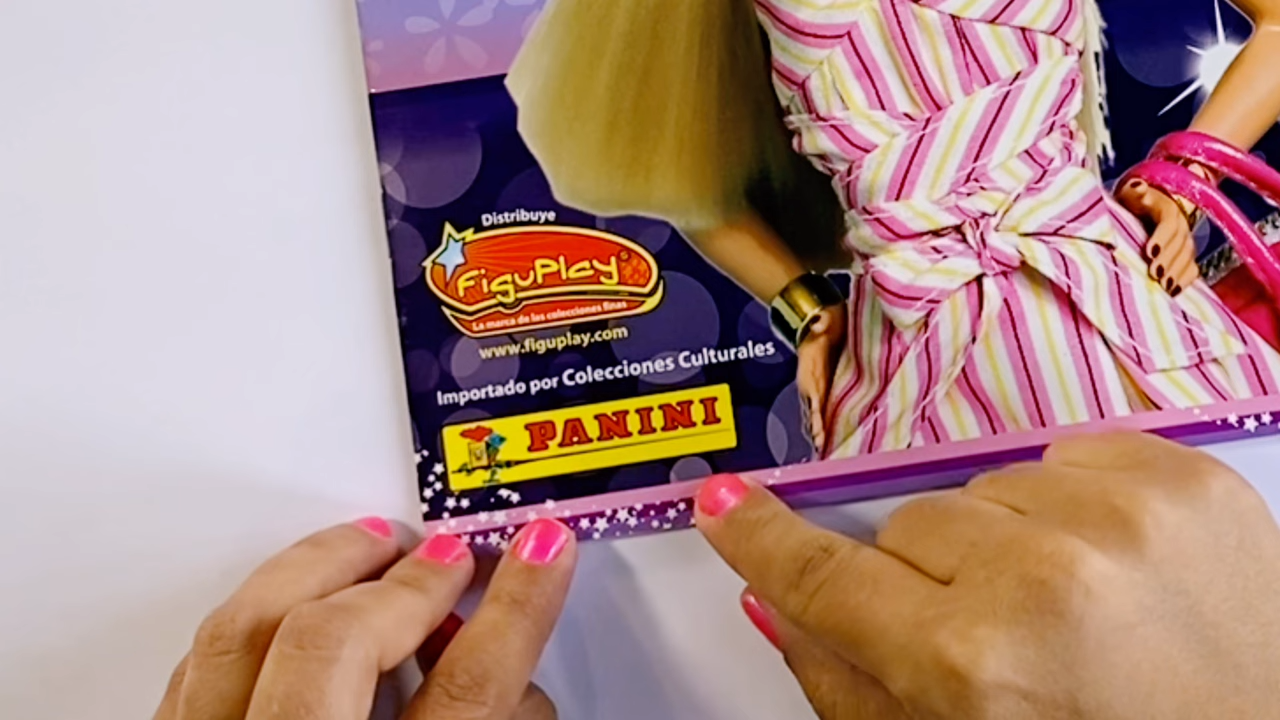 Distribuye
FiguPlay
La marca de las colecciones finas
www.figuplay.com
Importado por Colecciones Culturales
PANINI